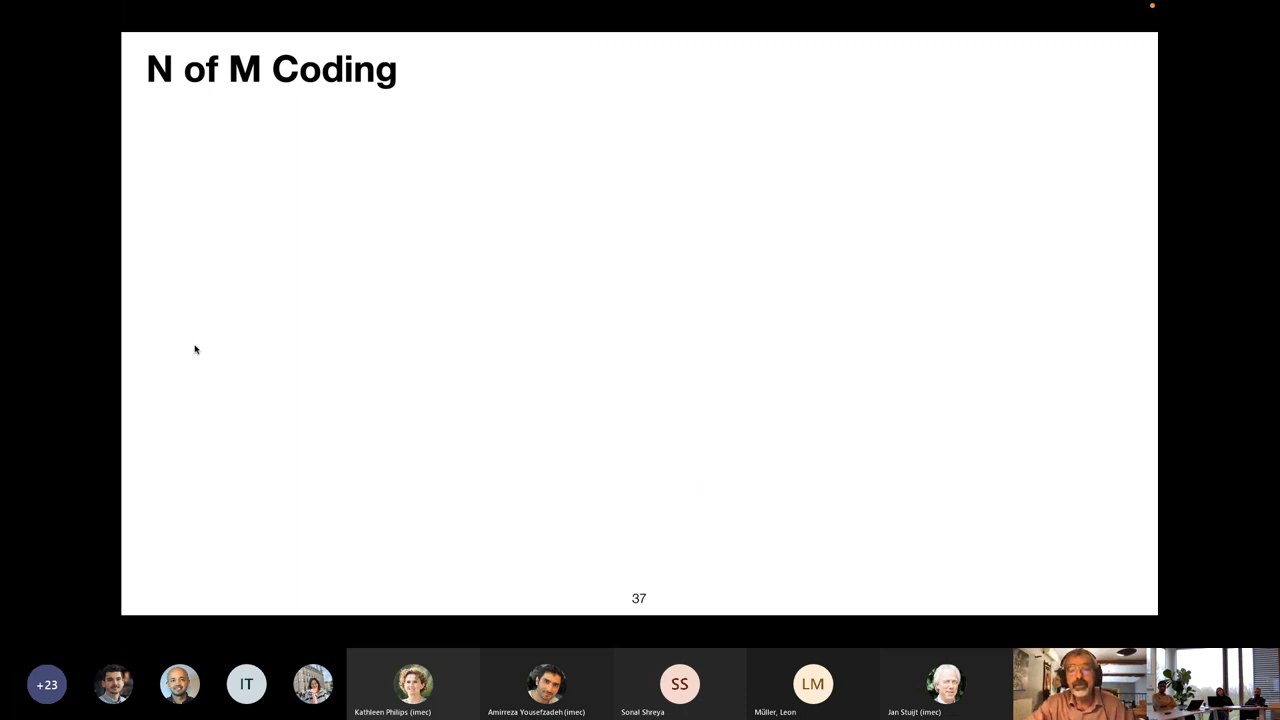 N of M Coding
37
+23
IT
SS
LM
Kathleen Philips (imec)
Amirreza Yousefzadeh (imec)
Sonal Shreya
Müller, Leon
Jan Stuijt (imec)